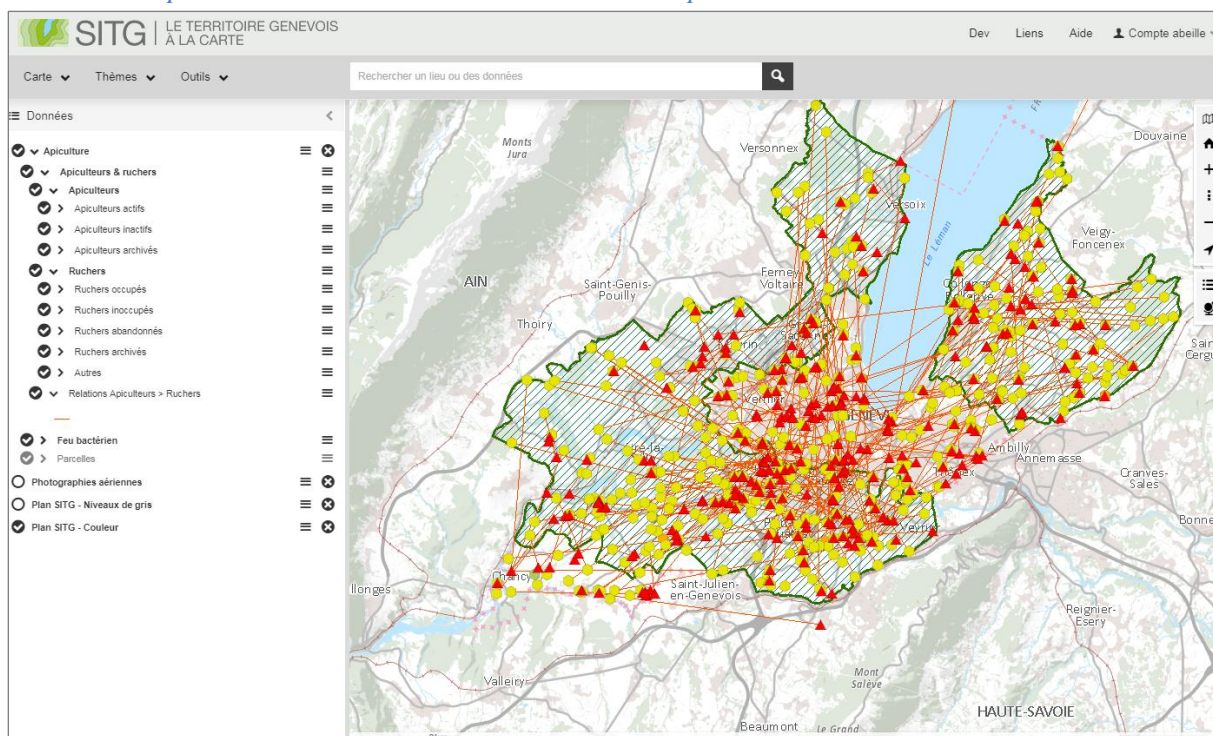 SITG | LE TERRITOIRE GENEVOIS
À LA CARTE
Dev Liens Aide Compte abeille
Carte Thèmes Outils
Rechercher un lieu ou des données
Données
Apiculture
Apiculteurs & ruchers
Apiculteurs
Apiculteurs actifs
Apiculteurs inactifs
Apiculteurs archivés
Ruchers
Ruchers occupés
Ruchers inoccupés
Ruchers abandonnés
Ruchers archivés
Autres
Relations Apiculteurs > Ruchers
Feu bactérien
Parcelles
Photographies aériennes
Plan SITG - Niveaux de gris
Plan SITG - Couleur
Monts
Jura
Versonnex
Douvaine
Versoix
Le Léman
Veigy-
Foncenex
AIN
Saint-Genis-
Pouilly
Ferney
Voltaire
Thoiry
Ambilly
Annemasse
Cranves-
Sales
Chancy
Saint-Julien-
en-Genevois
Reignier-
Esery
Mont
Salève
Valleiry
HAUTE-SAVOIE
Beaumont
Le Grand